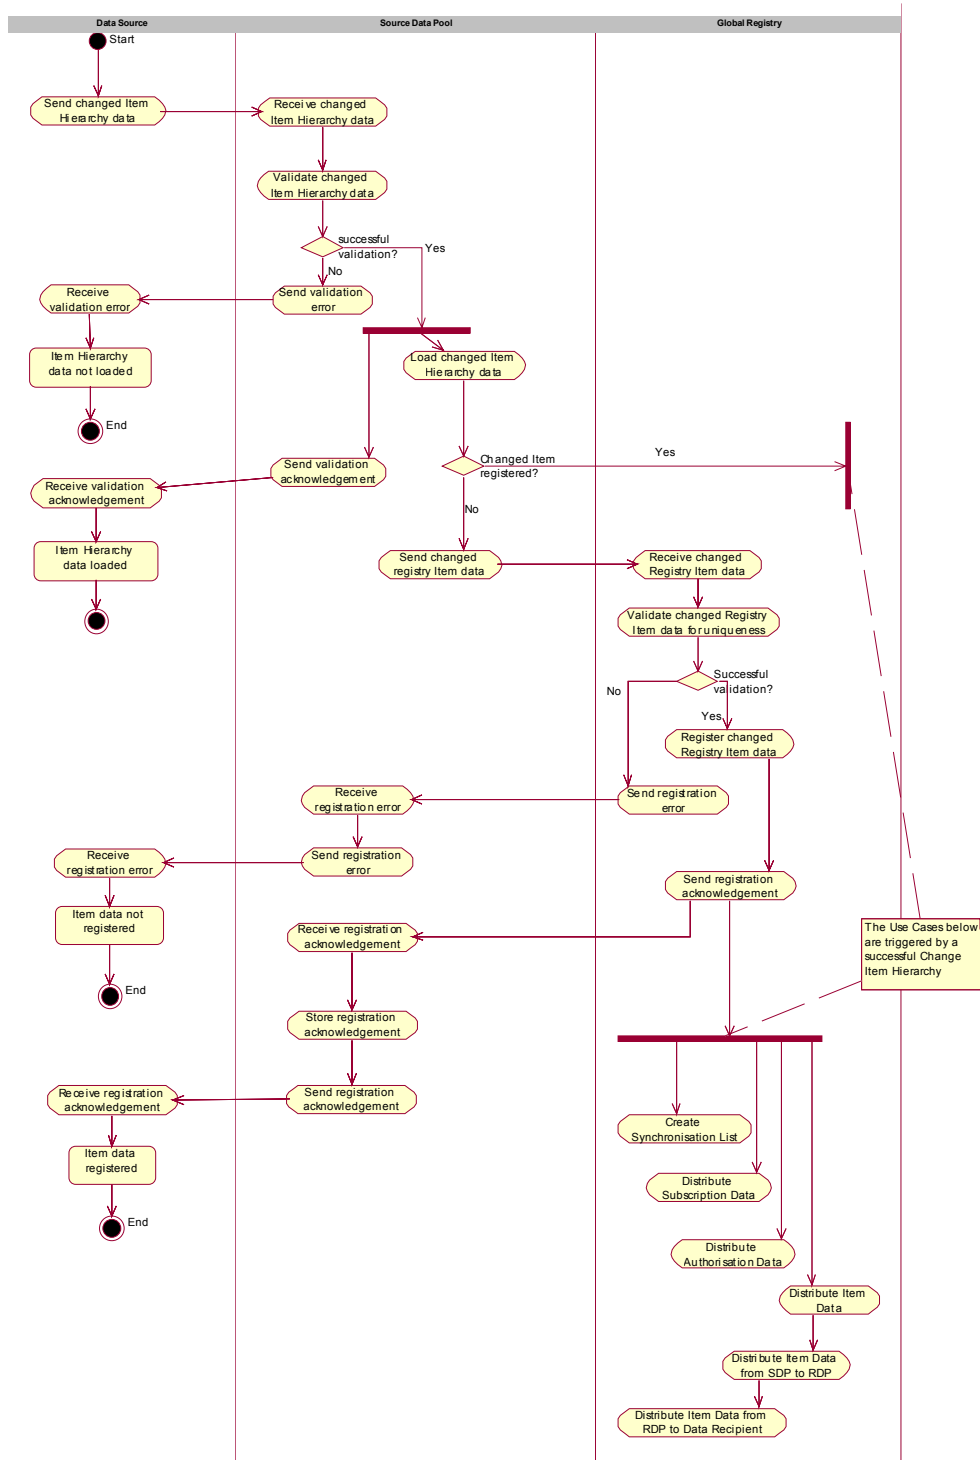 Data Source
Source Data Pool
Global Registry
Start
Send changed Item
Hierarchy data
Receive changed
Item Hierarchy data
Validate changed
Item Hierarchy data
successful
validation?
Yes
No
Receive
validation error
Send validation
error
Item Hierarchy
data not loaded
Load changed Item
Hierarchy data
End
Changed Item
registered?
Yes
Send validation
acknowledgement
Receive validation
acknowledgement
No
Item Hierarchy
data loaded
Send changed
registry Item data
Receive changed
Registry Item data
Validate changed Registry
Item data for uniqueness
Successful
validation?
No
Yes
Register changed
Registry Item data
Receive
registration error
Send registration
error
Receive
registration error
Send registration
error
Send registration
acknowledgement
Item data not
registered
Receive registration
acknowledgement
The Use Cases below
are triggered by a
successful Change
Item Hierarchy
End
Store registration
acknowledgement
Receive registration
acknowledgement
Send registration
acknowledgement
Create
Synchronisation List
Item data
registered
Distribute
Subscription Data
End
Distribute
Authorisation Data
Distribute Item
Data
Distribute Item Data
from SDP to RDP
Distribute Item Data from
RDP to Data Recipient